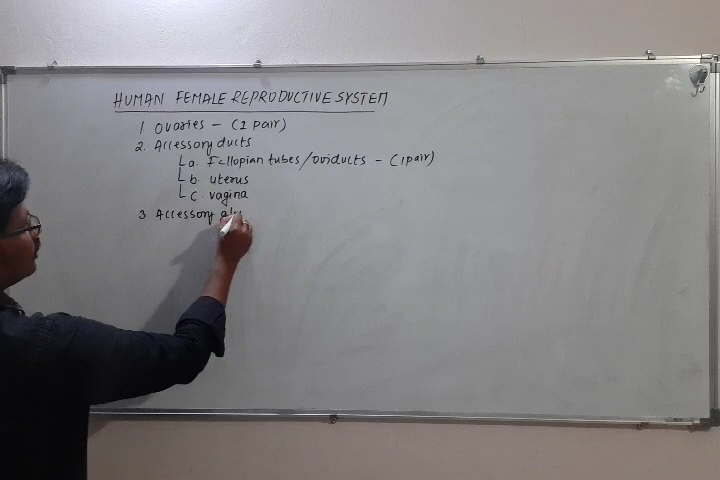 HUMAN FEMALE REPRODUCTIVE SYSTEM
1 Ovaries - (1 pair)
2. Accessory ducts
a. Fallopian tubes/oviducts - (1 pair)
b. uterus
c. vagina
3. Accessory